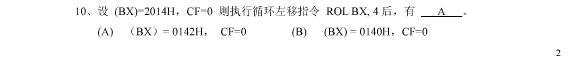 10、设 (BX)=2014H，CF=0 则执行循环左移指令 ROL BX, 4 后，有 A 。
(A) （BX）= 0142H， CF=0 (B) (BX) = 0140H，CF=0
2